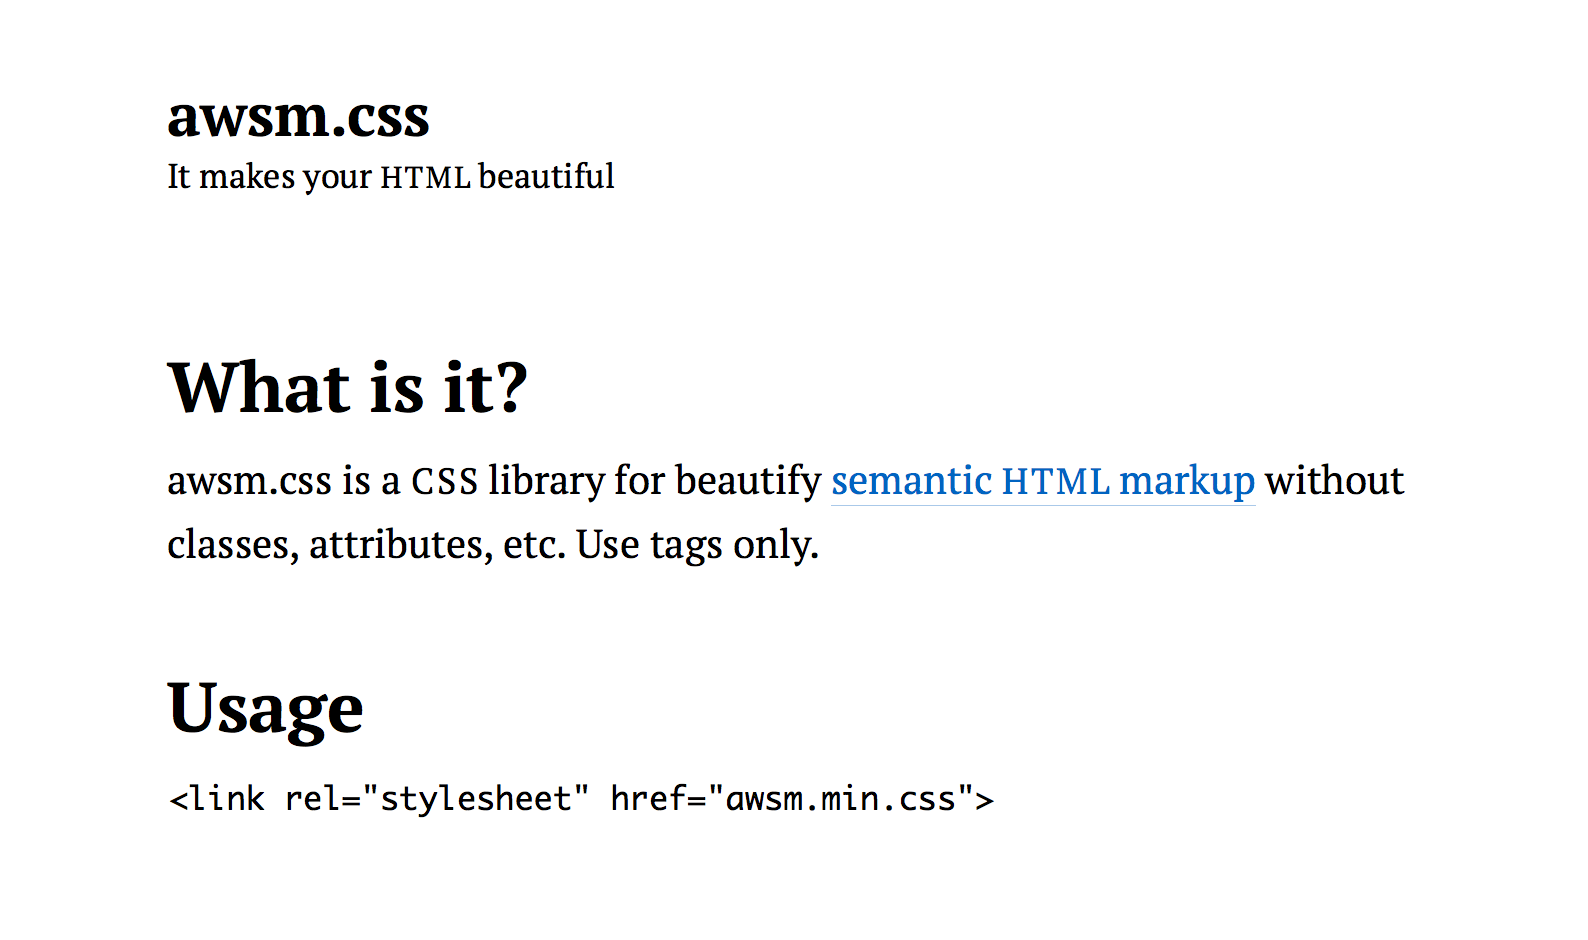 awsm.css
It makes your HTML beautiful
What is it?
awsm.css is a CSS library for beautify semantic HTML markup without
classes, attributes, etc. Use tags only.
Usage
<link rel="stylesheet" href="awsm.min.css">